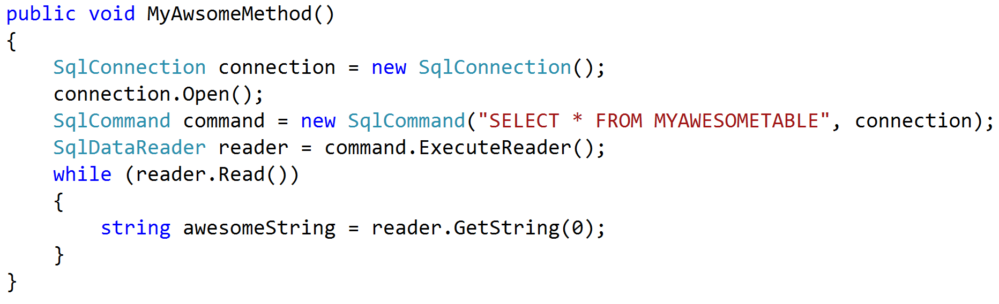 public void MyAwsomeMethod()
{
    SqlConnection connection = new SqlConnection();
    connection.Open();
    SqlCommand command = new SqlCommand("SELECT * FROM MYAWESOMETABLE", connection);
    SqlDataReader reader = command.ExecuteReader();
    while (reader.Read())
    {
        string awesomeString = reader.GetString(0);
    }
}